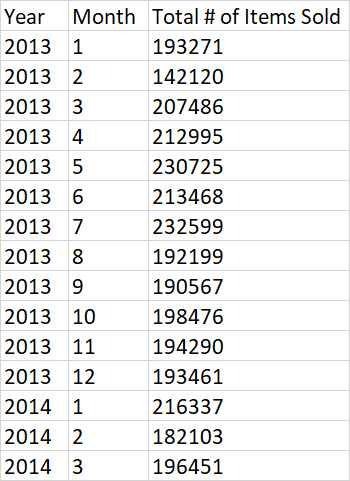 Year Month Total # of Items Sold
2013 1 193271
2013 2 142120
2013 3 207486
2013 4 212995
2013 5 230725
2013 6 213468
2013 7 232599
2013 8 192199
2013 9 190567
2013 10 198476
2013 11 194290
2013 12 193461
2014 1 216337
2014 2 182103
2014 3 196451